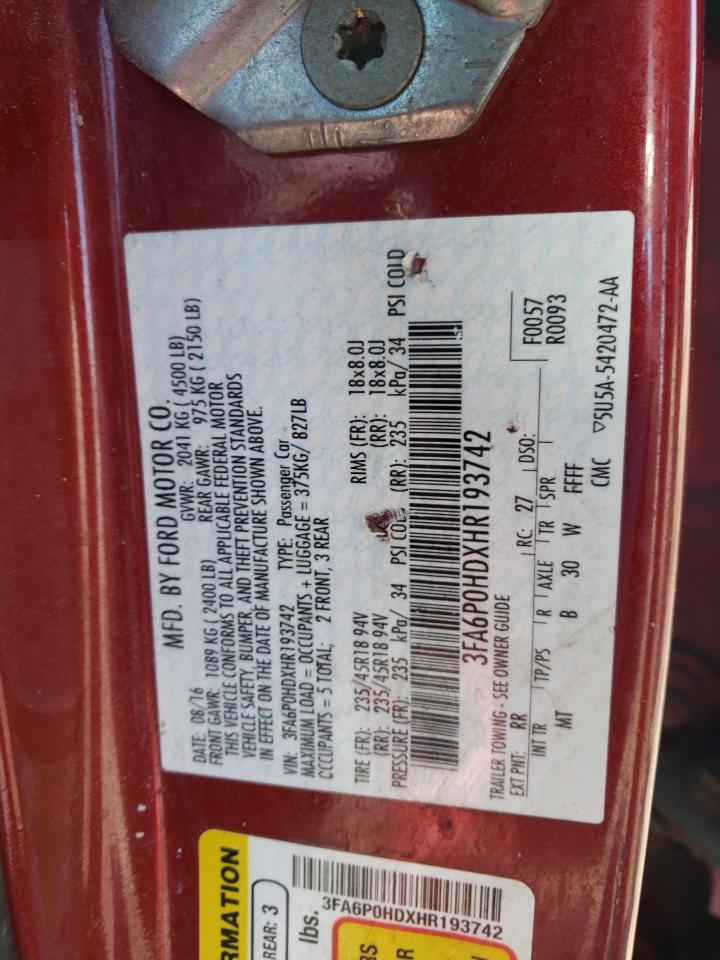 MFD. BY FORD MOTOR CO.
DATE: 08/16 GVWR: 2041 KG ( 4500 LB)
FRONT GAWR: 1089 KG ( 2400 LB) REAR GAWR: 975 KG ( 2150 LB)
THIS VEHICLE CONFORMS TO ALL APPLICABLE FEDERAL MOTOR
VEHICLE SAFETY, BUMPER, AND THEFT PREVENTION STANDARDS
IN EFFECT ON THE DATE OF MANUFACTURE SHOWN ABOVE.
VIN: 3FA6P0HDXHR193742 TYPE: Passenger Car
MAXIMUM LOAD = OCCUPANTS + LUGGAGE = 375KG/ 827LB
OCCUPANTS = 5 TOTAL: 2 FRONT, 3 REAR
TIRE (FR): 235/45R18 94V RIMS (FR): 18x8.0J
(RR): 235/45R18 94V (RR): 18x8.0J
PRESSURE (FR): 235 kPa/ 34 PSI COLD (RR): 235 kPa/ 34 PSI COLD
3FA6P0HDXHR193742
TRAILER TOWING - SEE OWNER GUIDE
EXT PNT: RR RC: 27 DSO: F0057
R0093
INT TR TP/PS R AXLE TR SPR
MT B 30 W FFFF
CMC ▽5U5A-5420472-AA
RMATION
REAR: 3
lbs.
3FA6P0HDXHR193742
RS
R